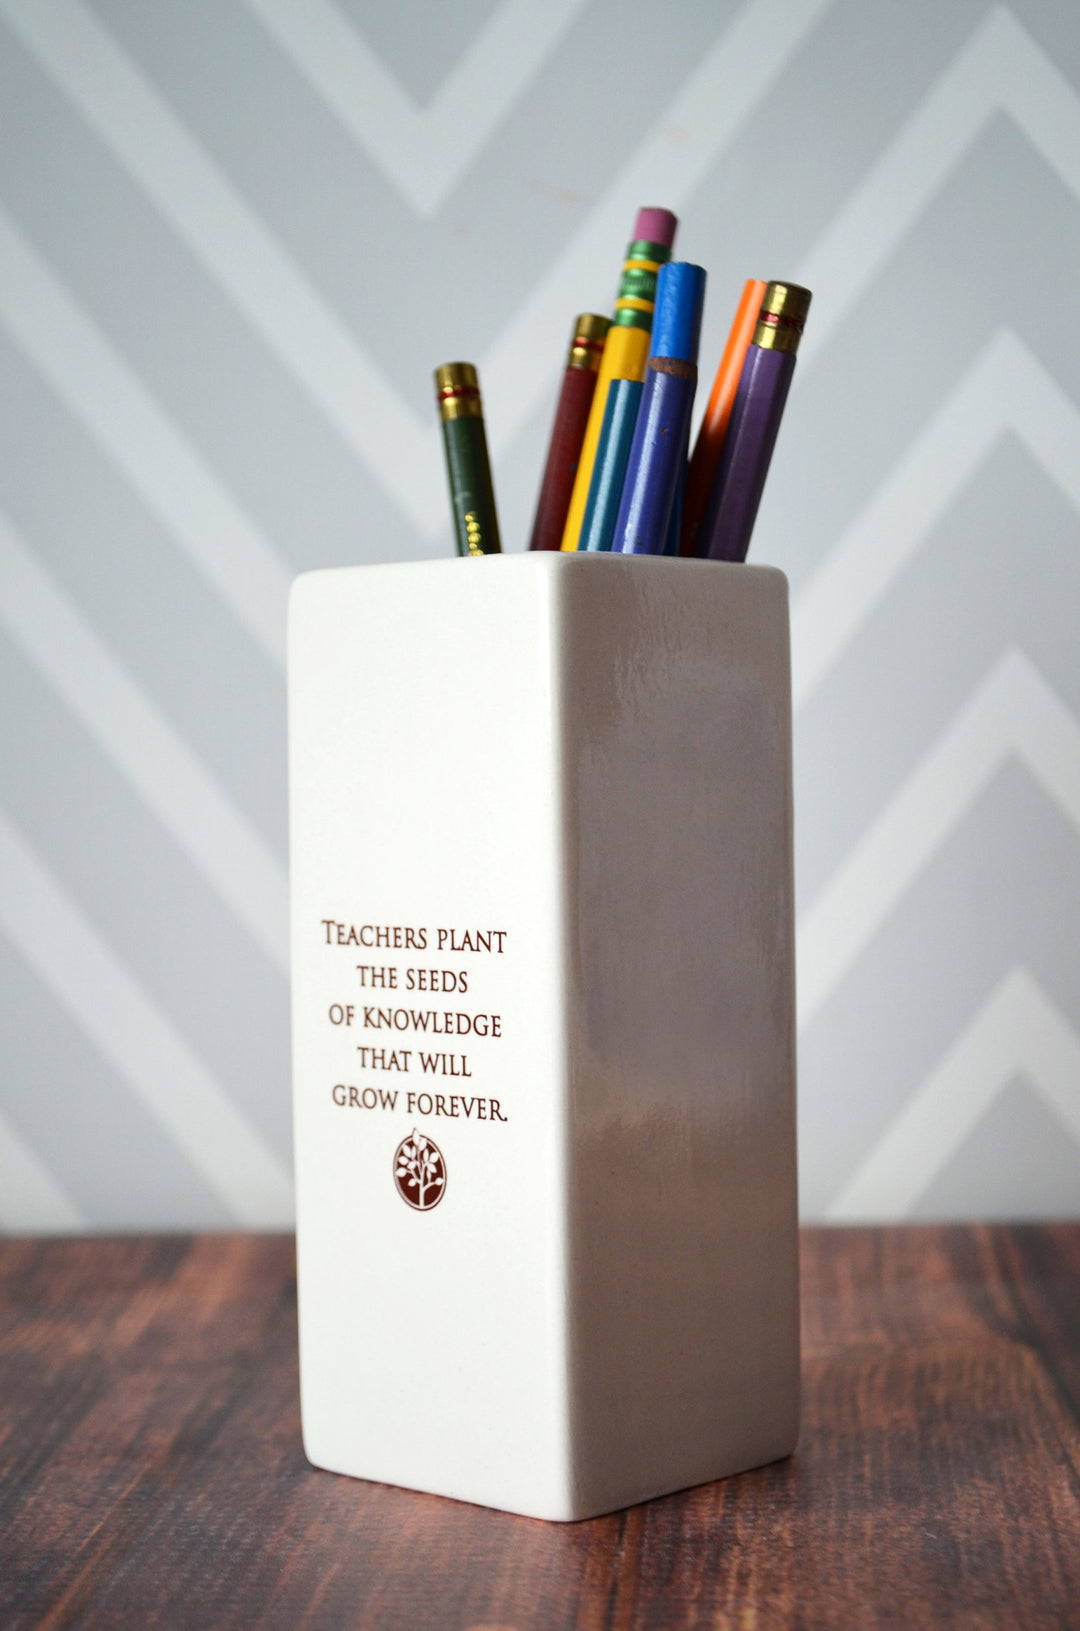 Teachers plant
the seeds
of knowledge
that will
grow forever.